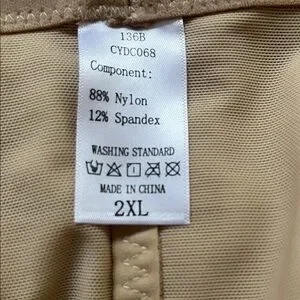 136B
CYDC068
Component:
88% Nylon
12% Spandex
WASHING STANDARD
MADE IN CHINA
2XL